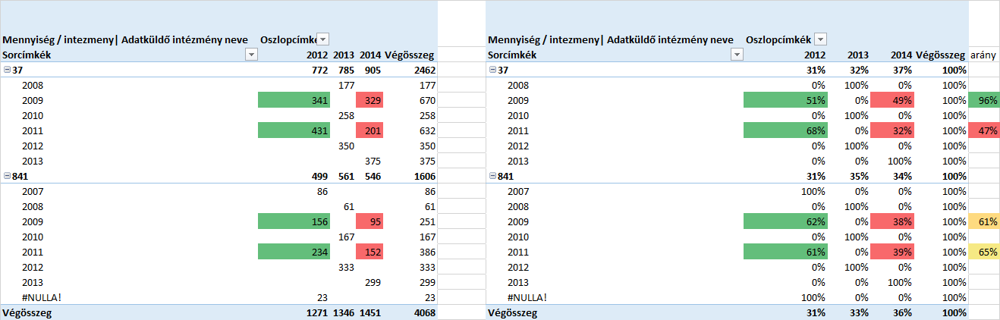 Mennyiség / intezmeny| Adatküldő intézmény neve Oszlopcímke Mennyiség / intezmeny| Adatküldő intézmény neve Oszlopcímkék
Sorcímkék 2012 2013 2014 Végösszeg Sorcímkék 2012 2013 2014 Végösszeg arány
37 772 785 905 2462 37 31% 32% 37% 100%
2008 177 177 2008 0% 100% 0% 100%
2009 341 329 670 2009 51% 0% 49% 100% 96%
2010 258 258 2010 0% 100% 0% 100%
2011 431 201 632 2011 68% 0% 32% 100% 47%
2012 350 350 2012 0% 100% 0% 100%
2013 375 375 2013 0% 0% 100% 100%
841 499 561 546 1606 841 31% 35% 34% 100%
2007 86 86 2007 100% 0% 0% 100%
2008 61 61 2008 0% 100% 0% 100%
2009 156 95 251 2009 62% 0% 38% 100% 61%
2010 167 167 2010 0% 100% 0% 100%
2011 234 152 386 2011 61% 0% 39% 100% 65%
2012 333 333 2012 0% 100% 0% 100%
2013 299 299 2013 0% 0% 100% 100%
#NULLA! 23 23 #NULLA! 100% 0% 0% 100%
Végösszeg 1271 1346 1451 4068 Végösszeg 31% 33% 36% 100%